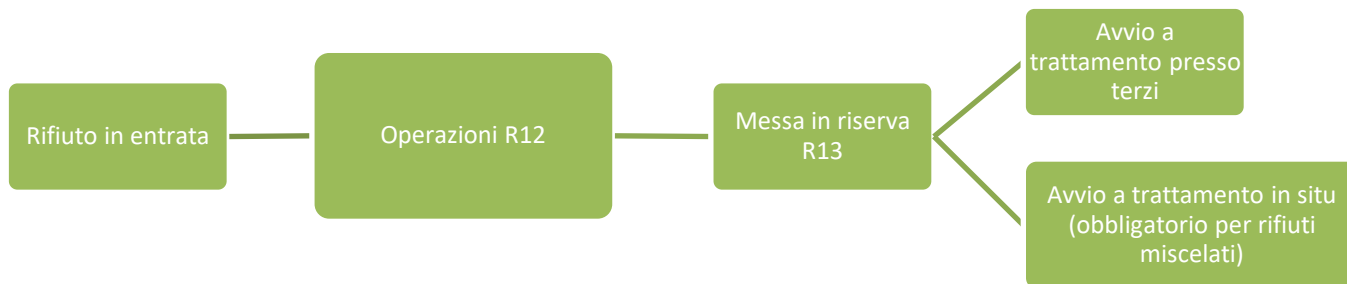 Rifiuto in entrata
Operazioni R12
Messa in riserva
R13
Avvio a
trattamento presso
terzi
Avvio a trattamento in situ
(obbligatorio per rifiuti
miscelati)